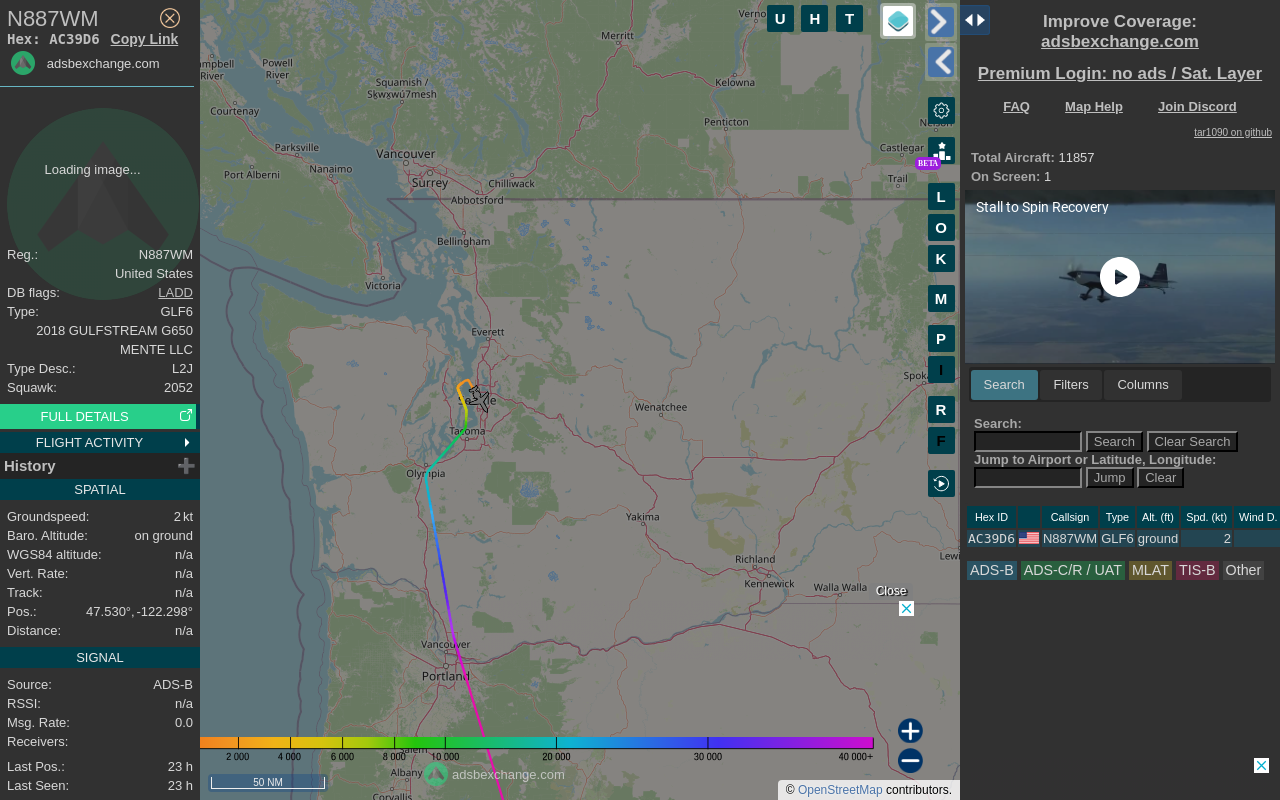 N887WM
Hex: AC39D6 Copy Link
adsbexchange.com
Loading image...
Reg.: N887WM
United States
DB flags: LADD
Type: GLF6
2018 GULFSTREAM G650
MENTE LLC
Type Desc.: L2J
Squawk: 2052
FULL DETAILS
FLIGHT ACTIVITY
History
SPATIAL
Groundspeed: 2 kt
Baro. Altitude: on ground
WGS84 altitude: n/a
Vert. Rate: n/a
Track: n/a
Pos.: 47.530°, -122.298°
Distance: n/a
SIGNAL
Source: ADS-B
RSSI: n/a
Msg. Rate: 0.0
Receivers:
Last Pos.: 23 h
Last Seen: 23 h
U H T
Merritt
Powell
River
River
Squamish /
Sḵwx̱wú7mesh
Kelowna
Courtenay
Penticton
Parksville
Vancouver
Castlegar
BETA
Nanaimo
Port Alberni
Surrey
Chilliwack
Trail
Abbotsford
L
O
Bellingham
K
Victoria
M
Everett
P
I
Wenatchee
R
Tacoma
F
Olympia
Yakima
Richland
Kennewick
Walla Walla
Close
Vancouver
Portland
2 000 4 000 6 000 8 000 10 000 20 000 30 000 40 000+
Albany
adsbexchange.com
50 NM
Corvallis
© OpenStreetMap contributors.
Improve Coverage:
adsbexchange.com
Premium Login: no ads / Sat. Layer
FAQ Map Help Join Discord
tar1090 on github
Total Aircraft: 11857
On Screen: 1
Stall to Spin Recovery
Search Filters Columns
Search:
Search Clear Search
Jump to Airport or Latitude, Longitude:
Jump Clear
Hex ID Callsign Type Alt. (ft) Spd. (kt) Wind D.
AC39D6 N887WM GLF6 ground 2
ADS-B ADS-C/R / UAT MLAT TIS-B Other